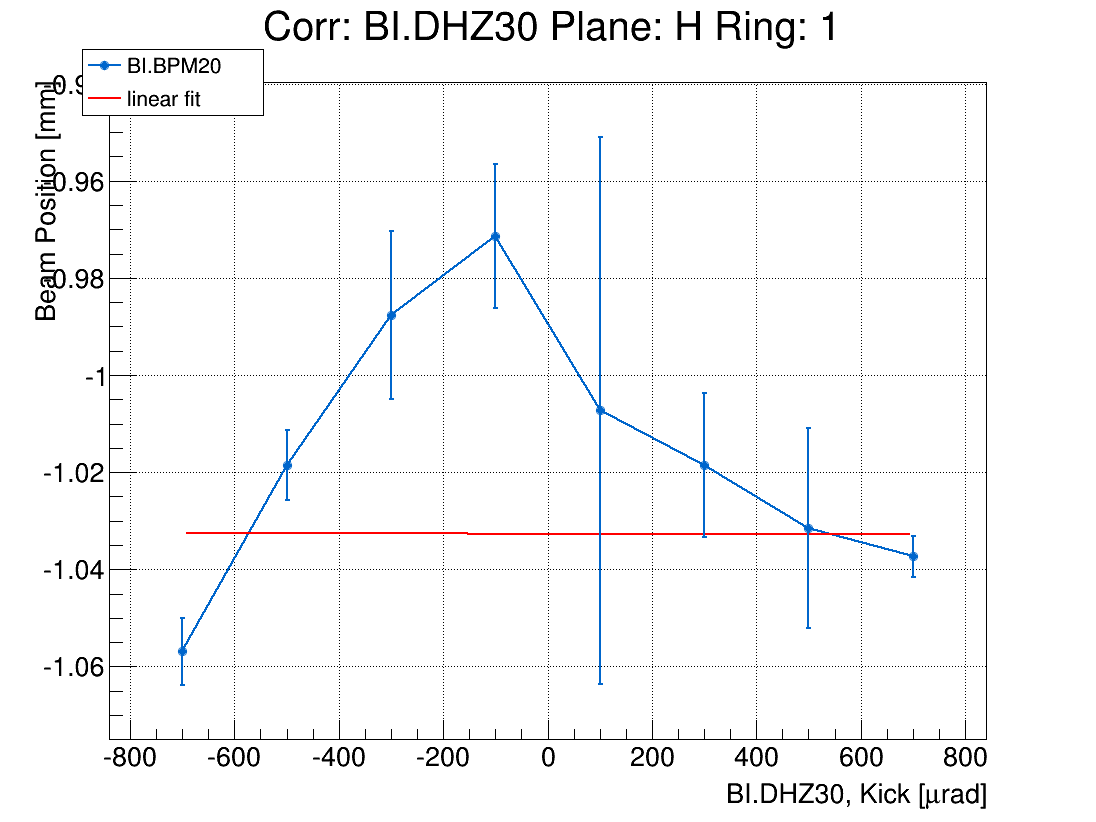 Corr: BI.DHZ30 Plane: H Ring: 1
BI.BPM20
linear fit
Beam Position [mm]
0.96
0.98
-1
-1.02
-1.04
-1.06
-800 -600 -400 -200 0 200 400 600 800
BI.DHZ30, Kick [μrad]